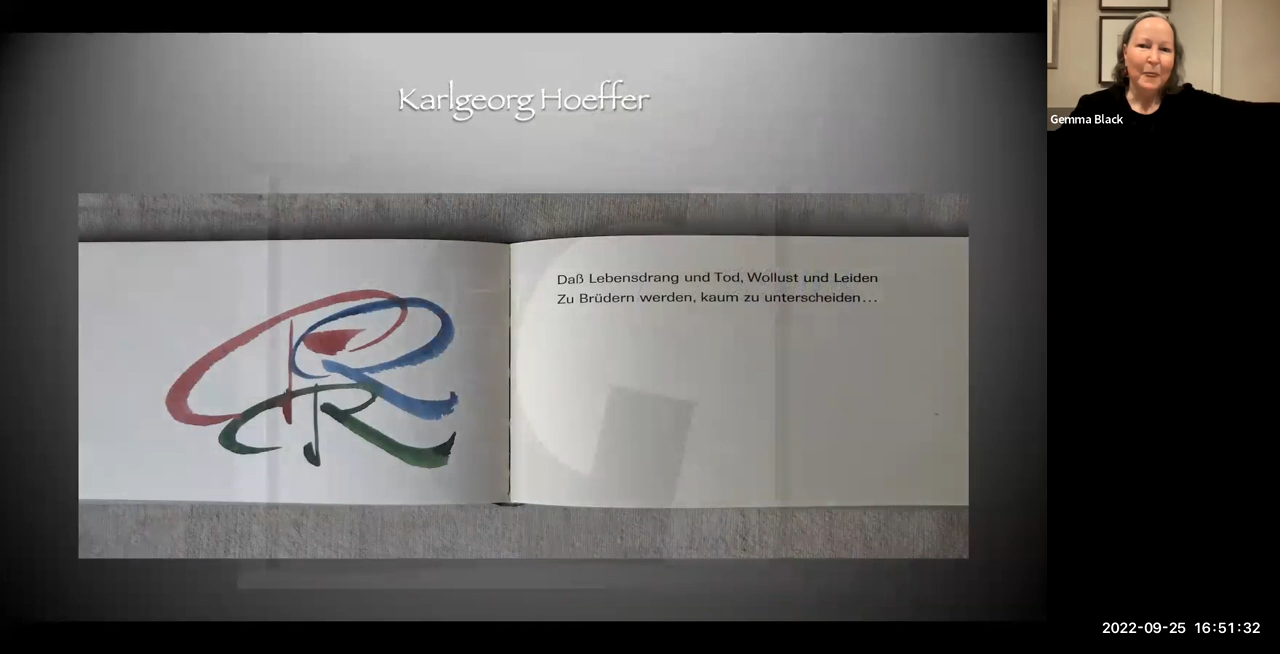 Karlgeorg Hoeffer
Gemma Black
Daß Lebensdrang und Tod, Wollust und Leiden
Zu Brüdern werden, kaum zu unterscheiden...
2022-09-25 16:51:32